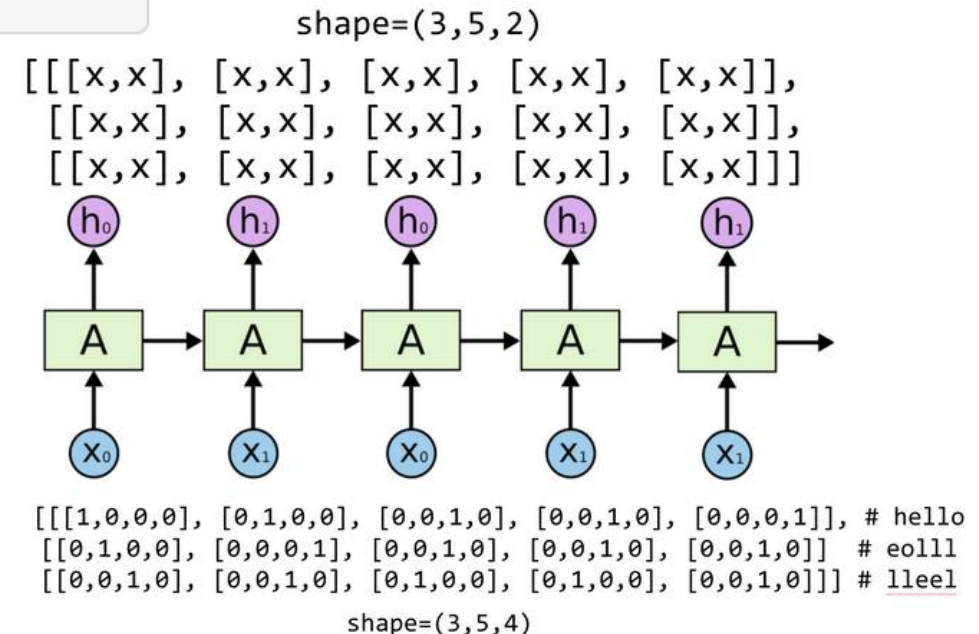 shape=(3,5,2)
[[[x,x], [x,x], [x,x], [x,x], [x,x]],
[[x,x], [x,x], [x,x], [x,x], [x,x]],
[[x,x], [x,x], [x,x], [x,x], [x,x]]]
h₀ h₁ h₀ h₁ h₁
A A A A A
x₀ x₁ x₀ x₁ x₁
[[[1,0,0,0], [0,1,0,0], [0,0,1,0], [0,0,1,0], [0,0,0,1]], # hello
[[0,1,0,0], [0,0,0,1], [0,0,1,0], [0,0,1,0], [0,0,1,0]] # eolll
[[0,0,1,0], [0,0,1,0], [0,1,0,0], [0,1,0,0], [0,0,1,0]]] # lleel
shape=(3,5,4)